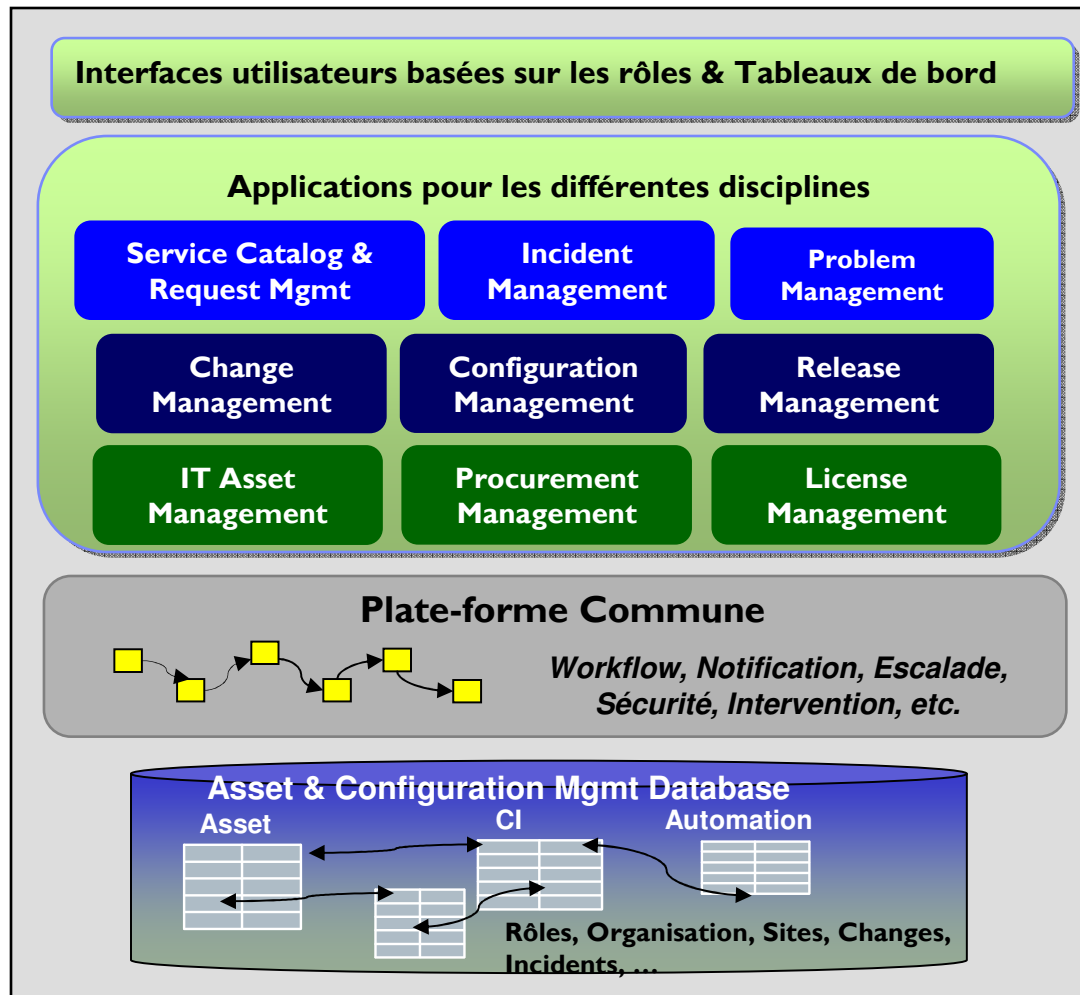 Interfaces utilisateurs basées sur les rôles & Tableaux de bord
Applications pour les différentes disciplines
Service Catalog &
Request Mgmt
Incident
Management
Problem
Management
Change
Management
Configuration
Management
Release
Management
IT Asset
Management
Procurement
Management
License
Management
Plate-forme Commune
Workflow, Notification, Escalade,
Sécurité, Intervention, etc.
Asset & Configuration Mgmt Database
Asset
CI
Automation
Rôles, Organisation, Sites, Changes,
Incidents, ...